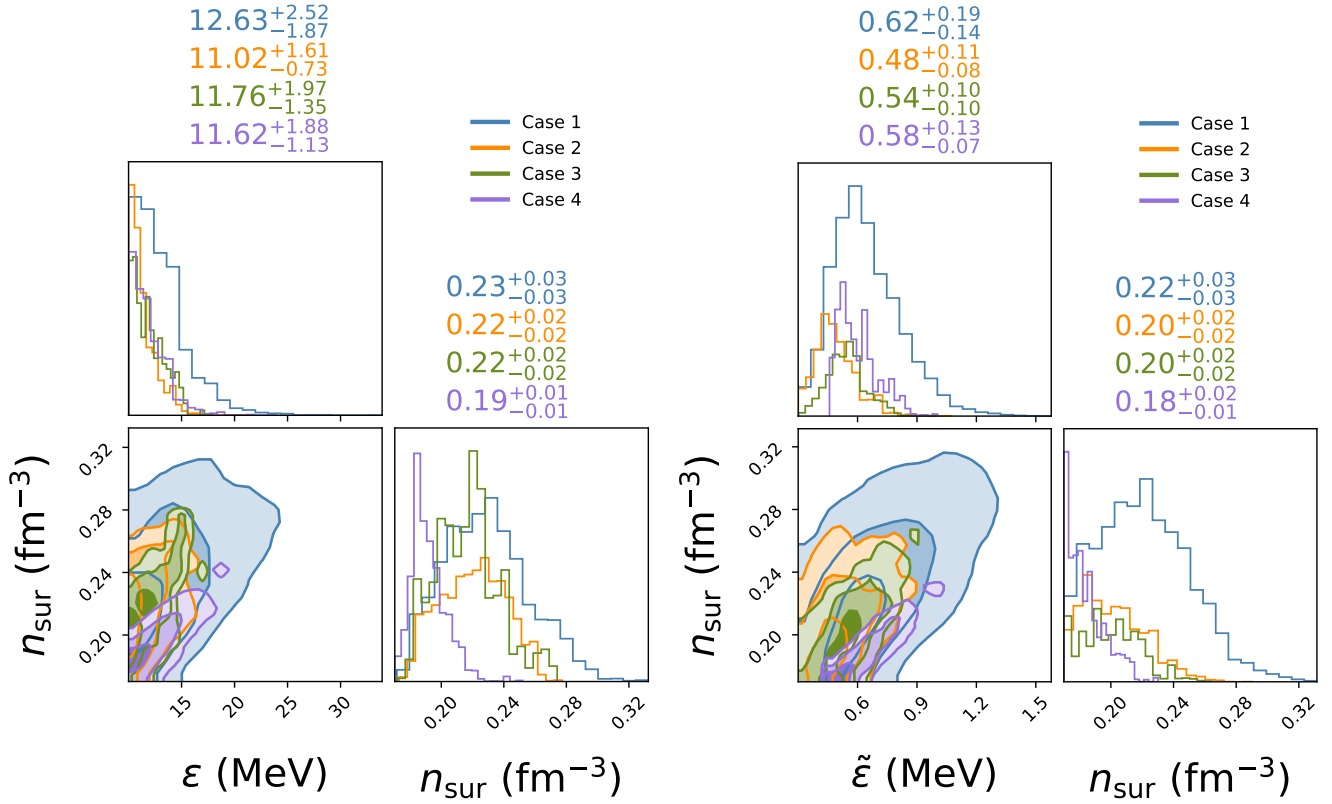 12.63+2.52−1.87
11.02+1.61−0.73
11.76+1.97−1.35
11.62+1.88−1.13
Case 1
Case 2
Case 3
Case 4
0.23+0.03−0.03
0.22+0.02−0.02
0.22+0.02−0.02
0.19+0.01−0.01
n_sur (fm⁻³)
0.32
0.28
0.24
0.20
15
20
25
30
ε (MeV)
0.20
0.24
0.28
0.32
n_sur (fm⁻³)
0.62+0.19−0.14
0.48+0.11−0.08
0.54+0.10−0.10
0.58+0.13−0.07
Case 1
Case 2
Case 3
Case 4
0.22+0.03−0.03
0.20+0.02−0.02
0.20+0.02−0.02
0.18+0.02−0.01
n_sur (fm⁻³)
0.32
0.28
0.24
0.20
0.6
0.9
1.2
1.5
ε̃ (MeV)
0.20
0.24
0.28
0.32
n_sur (fm⁻³)